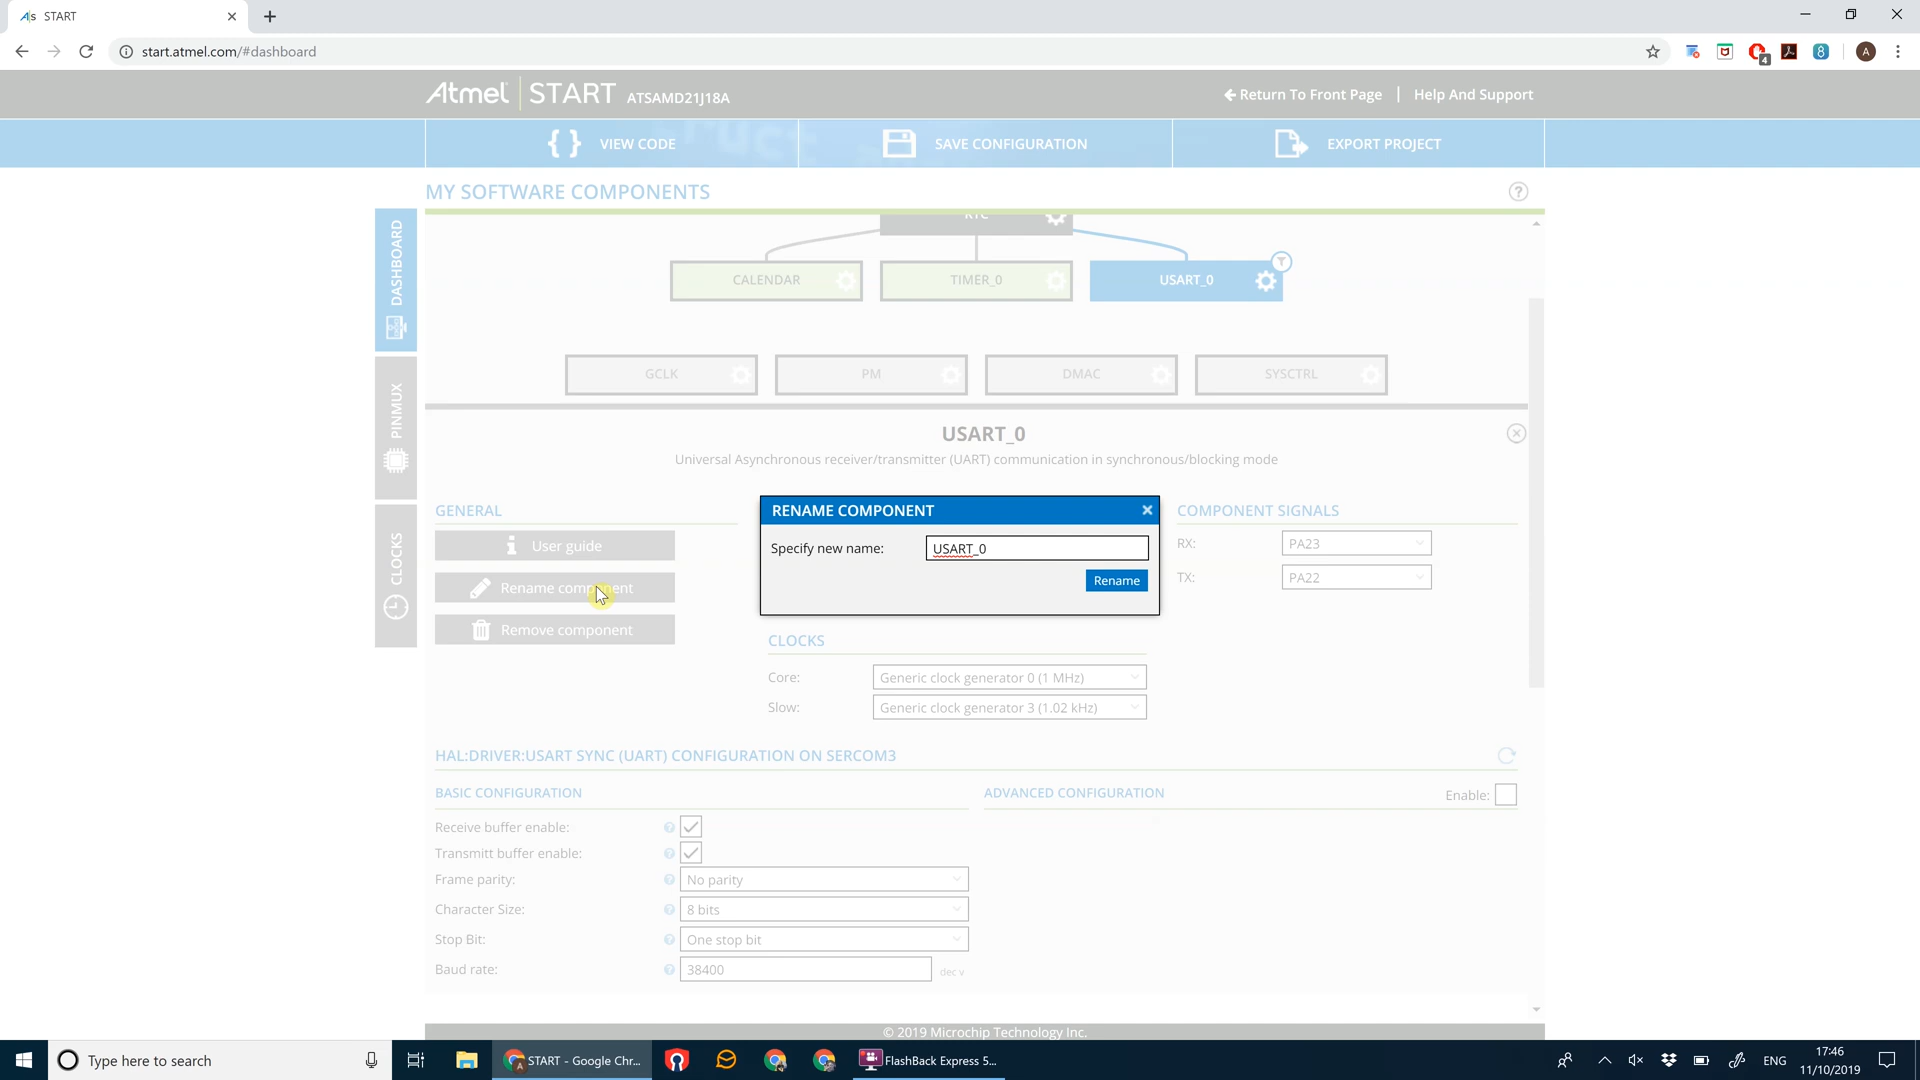 START
start.atmel.com/#dashboard
4
A
Atmel START ATSAMD21J18A
Return To Front Page | Help And Support
VIEW CODE
SAVE CONFIGURATION
EXPORT PROJECT
MY SOFTWARE COMPONENTS
DASHBOARD
PINMUX
CLOCKS
RTC
CALENDAR
TIMER_0
USART_0
GCLK
PM
DMAC
SYSCTRL
USART_0
Universal Asynchronous receiver/transmitter (UART) communication in synchronous/blocking mode
GENERAL
User guide
Rename component
Remove component
RENAME COMPONENT
Specify new name: USART_0
Rename
COMPONENT SIGNALS
RX: PA23
TX: PA22
CLOCKS
Core: Generic clock generator 0 (1 MHz)
Slow: Generic clock generator 3 (1.02 kHz)
HAL:DRIVER:USART SYNC (UART) CONFIGURATION ON SERCOM3
BASIC CONFIGURATION
ADVANCED CONFIGURATION
Enable:
Receive buffer enable:
Transmitt buffer enable:
Frame parity: No parity
Character Size: 8 bits
Stop Bit: One stop bit
Baud rate: 38400 dec v
© 2019 Microchip Technology Inc.
Type here to search
START - Google Chr...
FlashBack Express 5...
ENG
17:46
11/10/2019